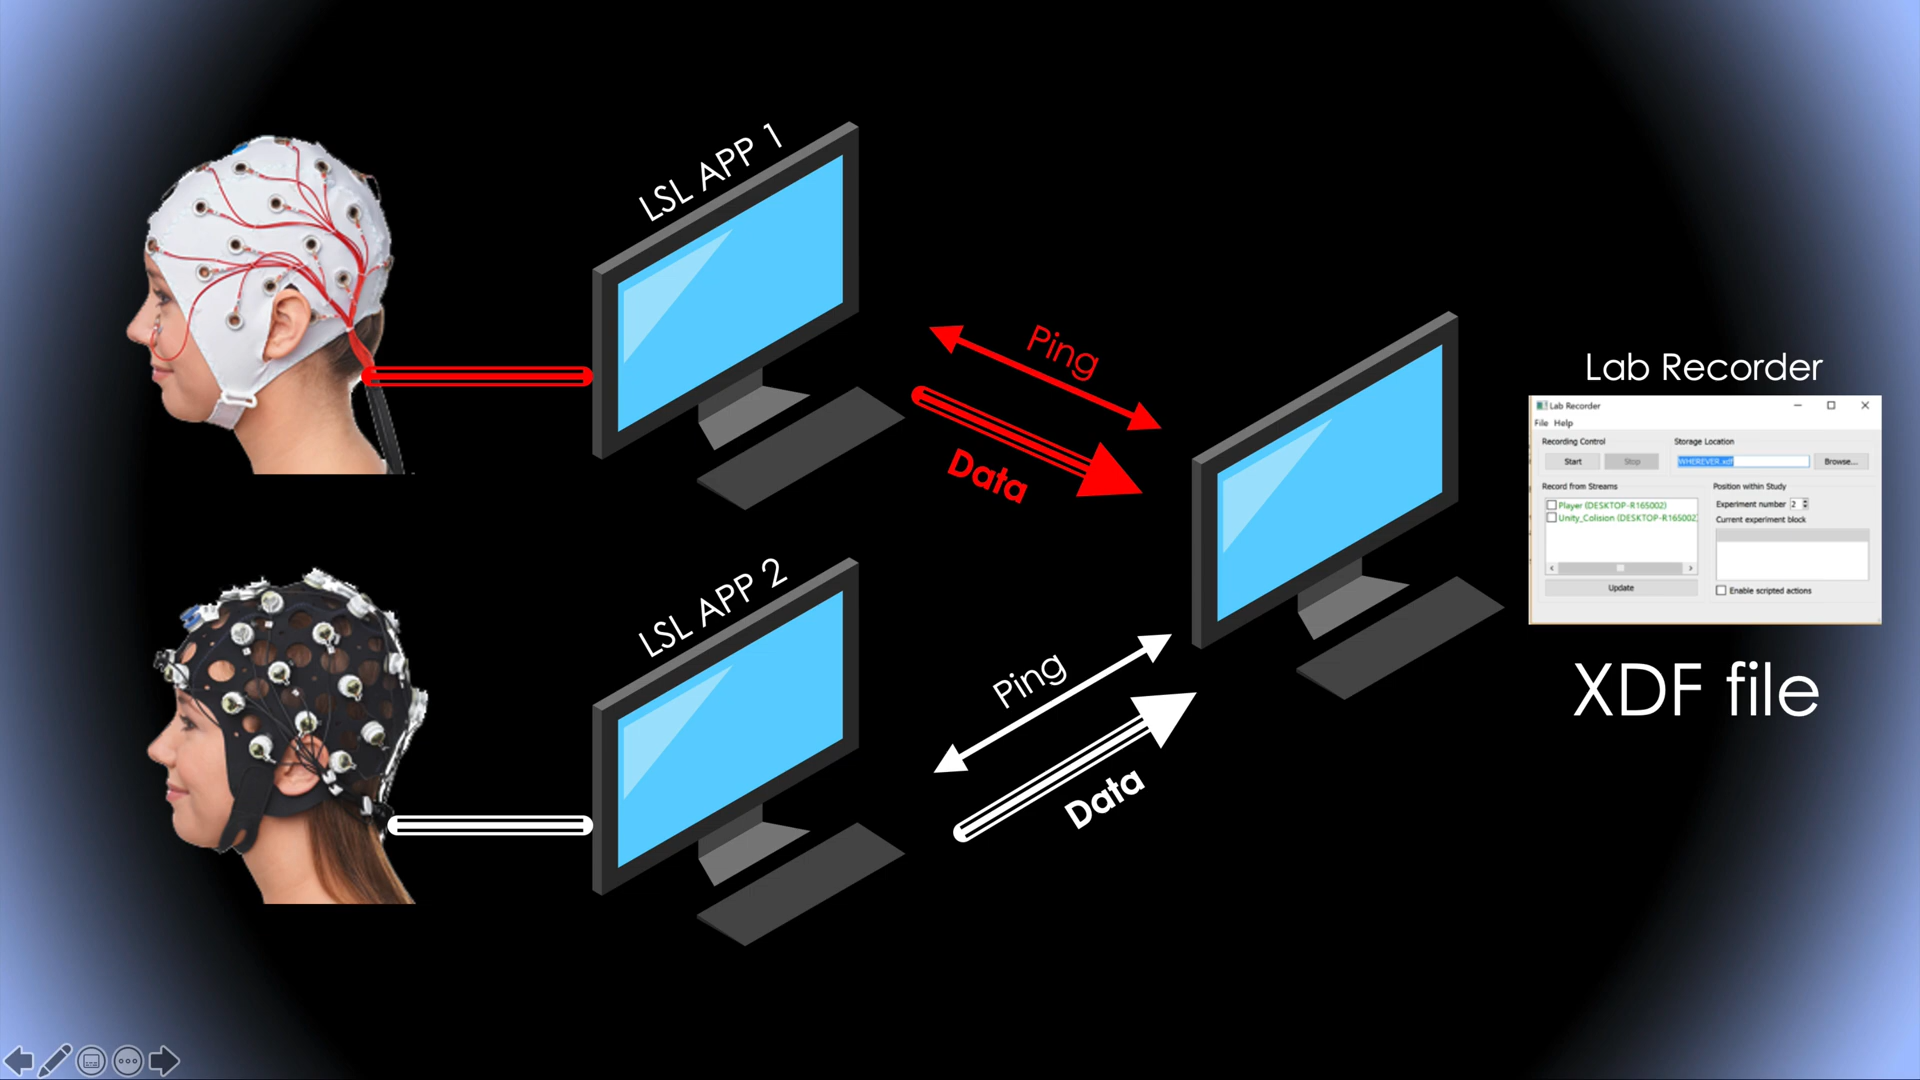 LSL APP 1
Ping
Data
LSL APP 2
Ping
Data
Lab Recorder
Lab Recorder
File Help
Recording Control
Start
Stop
Storage Location
WHEREVER.xdf
Browse...
Record from Streams
Player (DESKTOP-R165002)
Unity_Colision (DESKTOP-R165002
Update
Position within Study
Experiment number 2
Current experiment block
Enable scripted actions
XDF file